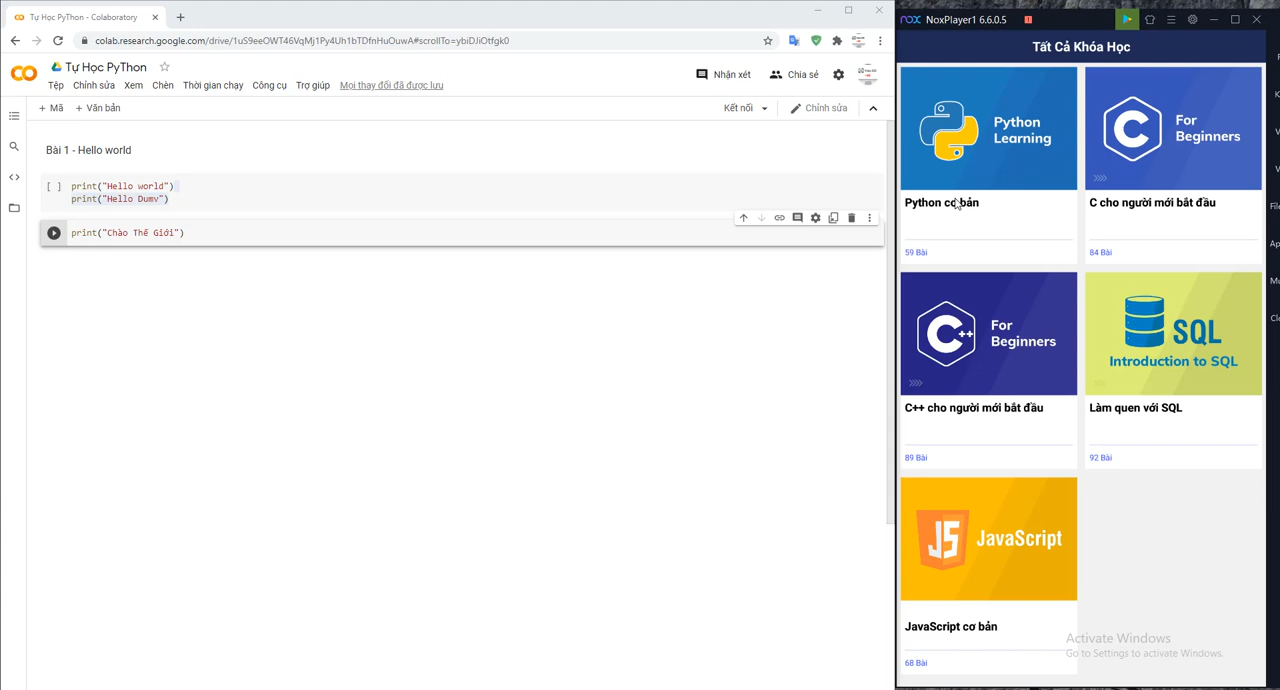 Tự Học PyThon - Colaboratory
colab.research.google.com/drive/1uS9eeOWT46VqMj1Py4Uh1bTDfnHuOuwA#scrollTo=ybiDJiOtfgk0
Tự Học PyThon
Tệp Chỉnh sửa Xem Chèn Thời gian chạy Công cụ Trợ giúp Mọi thay đổi đã được lưu
Nhận xét Chia sẻ
+ Mã + Văn bản
Kết nối Chỉnh sửa
Bài 1 - Hello world
[ ] print("Hello world")
print("Hello Dumv")
print("Chào Thế Giới")
NOX NoxPlayer1 6.6.0.5
Tất Cả Khóa Học
Python
Learning
Python cơ bản
59 Bài
C For
Beginners
C cho người mới bắt đầu
84 Bài
C++ For
Beginners
C++ cho người mới bắt đầu
89 Bài
SQL
Introduction to SQL
Làm quen với SQL
92 Bài
JS JavaScript
JavaScript cơ bản
68 Bài
Activate Windows
Go to Settings to activate Windows.